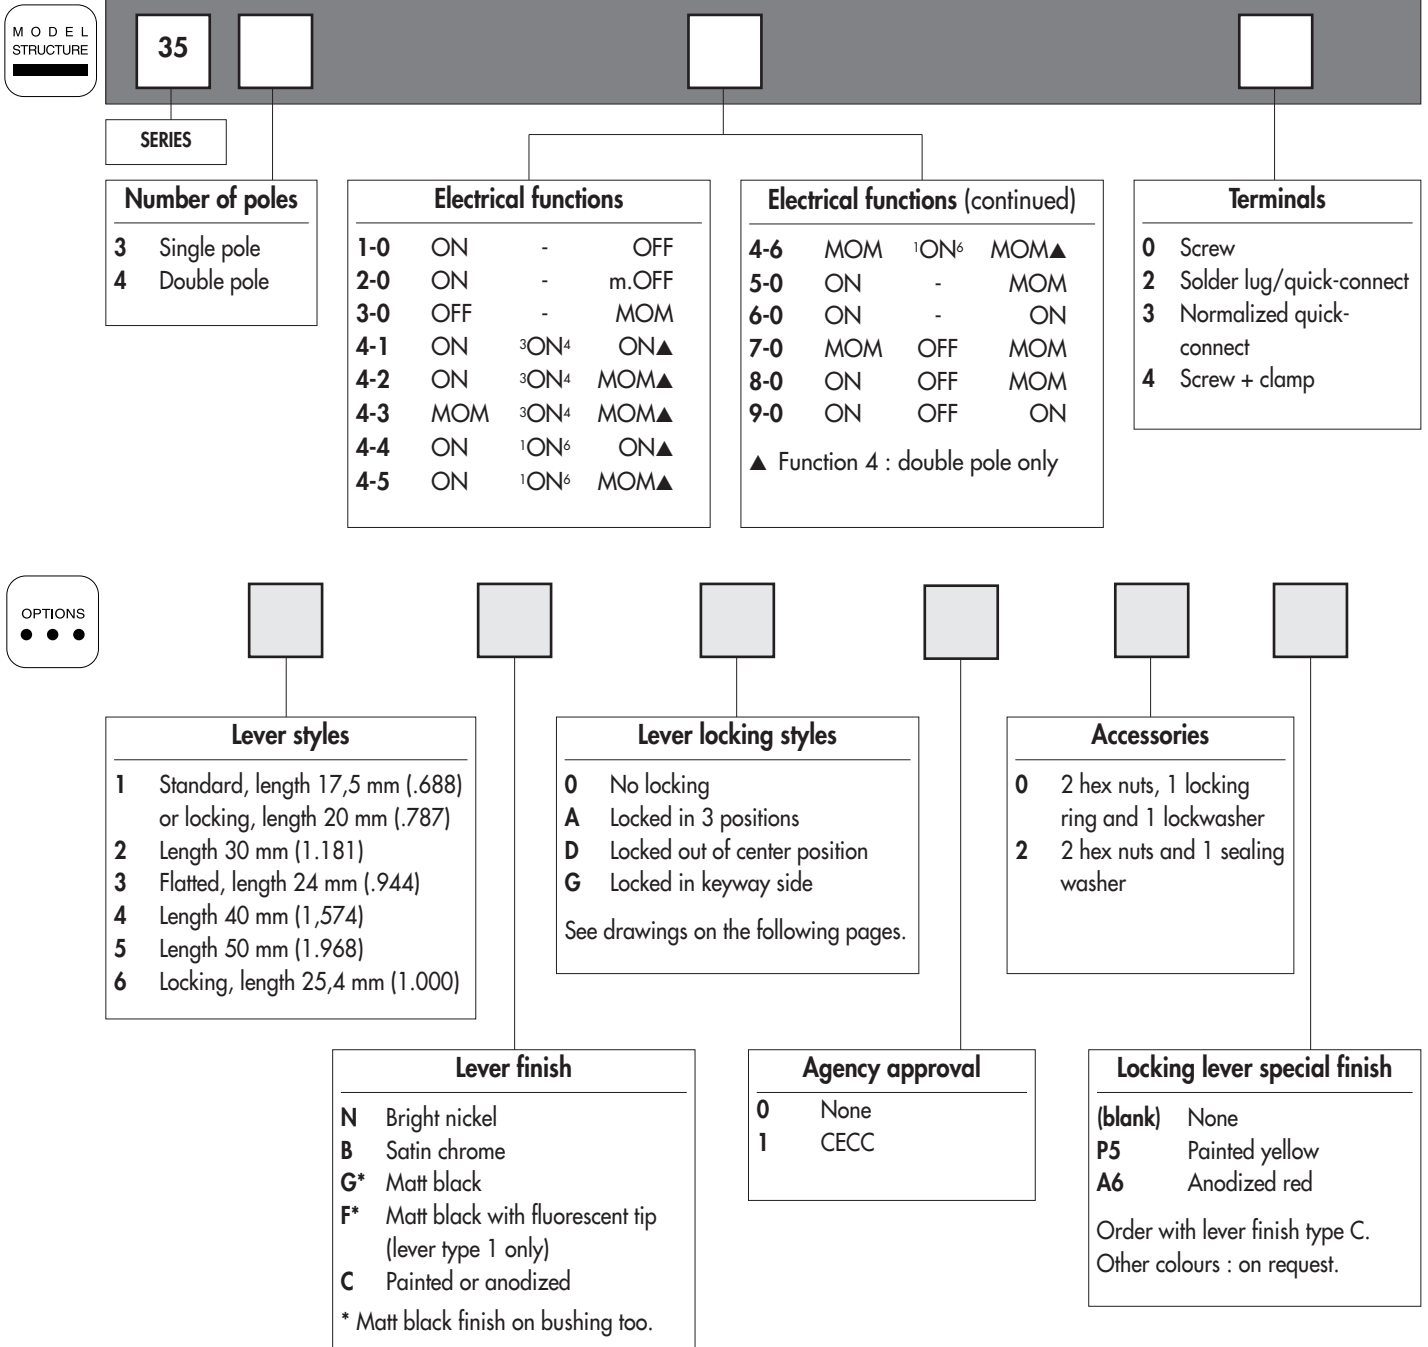 MODEL
STRUCTURE
35
SERIES
Number of poles
3 Single pole
4 Double pole
Electrical functions
1-0 ON - OFF
2-0 ON - m.OFF
3-0 OFF - MOM
4-1 ON ³ON⁴ ON▲
4-2 ON ³ON⁴ MOM▲
4-3 MOM ³ON⁴ MOM▲
4-4 ON ¹ON⁶ ON▲
4-5 ON ¹ON⁶ MOM▲
Electrical functions (continued)
4-6 MOM ¹ON⁶ MOM▲
5-0 ON - MOM
6-0 ON - ON
7-0 MOM OFF MOM
8-0 ON OFF MOM
9-0 ON OFF ON
▲ Function 4 : double pole only
Terminals
0 Screw
2 Solder lug/quick-connect
3 Normalized quick-
connect
4 Screw + clamp
OPTIONS
Lever styles
1 Standard, length 17,5 mm (.688)
or locking, length 20 mm (.787)
2 Length 30 mm (1.181)
3 Flatted, length 24 mm (.944)
4 Length 40 mm (1,574)
5 Length 50 mm (1.968)
6 Locking, length 25,4 mm (1.000)
Lever locking styles
0 No locking
A Locked in 3 positions
D Locked out of center position
G Locked in keyway side
See drawings on the following pages.
Accessories
0 2 hex nuts, 1 locking
ring and 1 lockwasher
2 2 hex nuts and 1 sealing
washer
Lever finish
N Bright nickel
B Satin chrome
G* Matt black
F* Matt black with fluorescent tip
(lever type 1 only)
C Painted or anodized
* Matt black finish on bushing too.
Agency approval
0 None
1 CECC
Locking lever special finish
(blank) None
P5 Painted yellow
A6 Anodized red
Order with lever finish type C.
Other colours : on request.